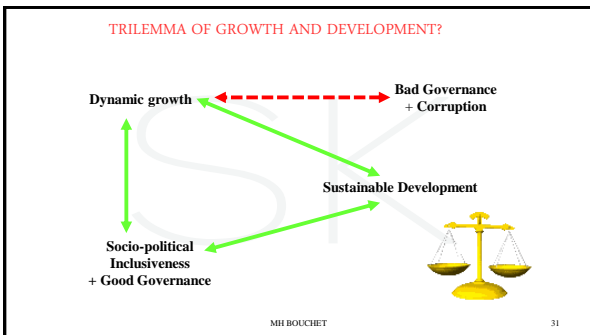 TRILEMMA OF GROWTH AND DEVELOPMENT?
Dynamic growth
Bad Governance
+ Corruption
Sustainable Development
Socio-political
Inclusiveness
+ Good Governance
SK
MH BOUCHET
31